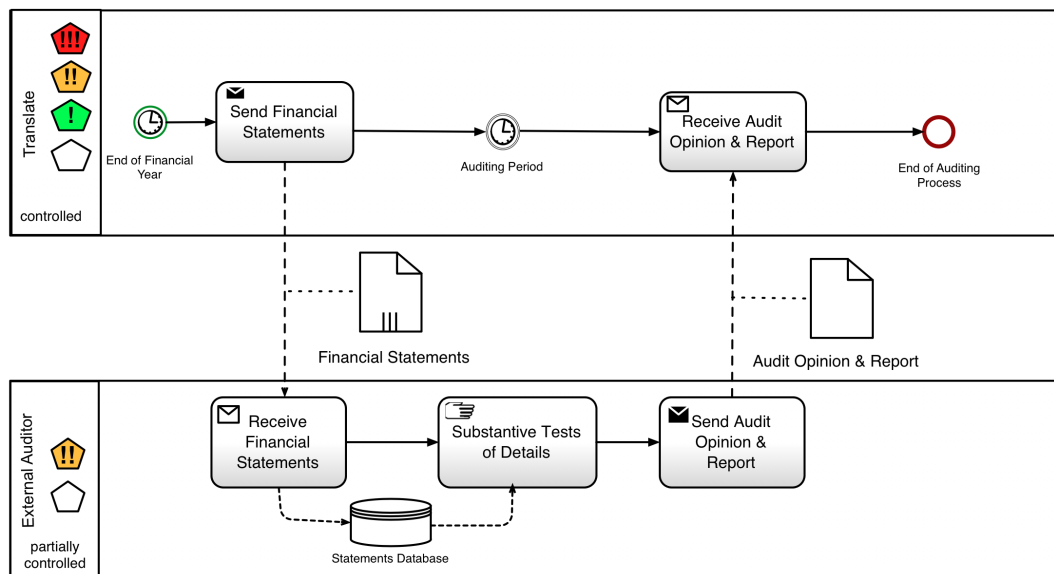 !!!
!!
!
Translate
controlled
End of Financial
Year
Send Financial
Statements
Auditing Period
Receive Audit
Opinion & Report
End of Auditing
Process
Financial Statements
Audit Opinion & Report
External Auditor
!!
partially
controlled
Receive
Financial
Statements
Substantive Tests
of Details
Send Audit
Opinion &
Report
Statements Database